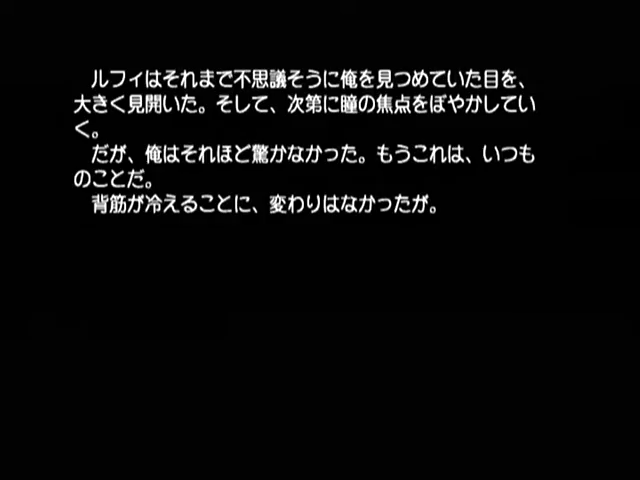 ルフィはそれまで不思議そうに俺を見つめていた目を、
大きく見開いた。そして、次第に瞳の焦点をぼやかしてい
く。
　だが、俺はそれほど驚かなかった。もうこれは、いつも
のことだ。
　背筋が冷えることに、変わりはなかったが。